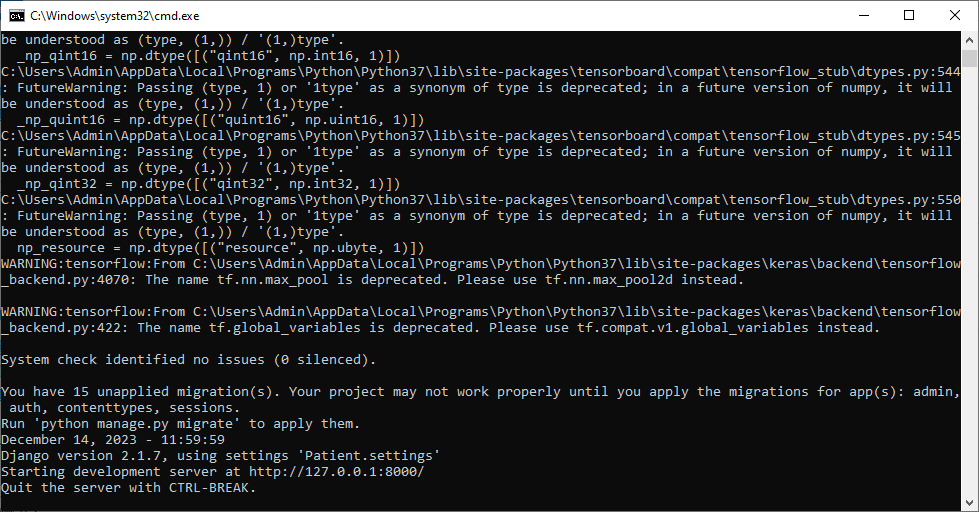 C:\Windows\system32\cmd.exe
be understood as (type, (1,)) / '(1,)type'.
  _np_qint16 = np.dtype([("qint16", np.int16, 1)])
C:\Users\Admin\AppData\Local\Programs\Python\Python37\lib\site-packages\tensorboard\compat\tensorflow_stub\dtypes.py:544
: FutureWarning: Passing (type, 1) or '1type' as a synonym of type is deprecated; in a future version of numpy, it will
be understood as (type, (1,)) / '(1,)type'.
  _np_quint16 = np.dtype([("quint16", np.uint16, 1)])
C:\Users\Admin\AppData\Local\Programs\Python\Python37\lib\site-packages\tensorboard\compat\tensorflow_stub\dtypes.py:545
: FutureWarning: Passing (type, 1) or '1type' as a synonym of type is deprecated; in a future version of numpy, it will
be understood as (type, (1,)) / '(1,)type'.
  _np_qint32 = np.dtype([("qint32", np.int32, 1)])
C:\Users\Admin\AppData\Local\Programs\Python\Python37\lib\site-packages\tensorboard\compat\tensorflow_stub\dtypes.py:550
: FutureWarning: Passing (type, 1) or '1type' as a synonym of type is deprecated; in a future version of numpy, it will
be understood as (type, (1,)) / '(1,)type'.
  np_resource = np.dtype([("resource", np.ubyte, 1)])
WARNING:tensorflow:From C:\Users\Admin\AppData\Local\Programs\Python\Python37\lib\site-packages\keras\backend\tensorflow
_backend.py:4070: The name tf.nn.max_pool is deprecated. Please use tf.nn.max_pool2d instead.
WARNING:tensorflow:From C:\Users\Admin\AppData\Local\Programs\Python\Python37\lib\site-packages\keras\backend\tensorflow
_backend.py:422: The name tf.global_variables is deprecated. Please use tf.compat.v1.global_variables instead.
System check identified no issues (0 silenced).
You have 15 unapplied migration(s). Your project may not work properly until you apply the migrations for app(s): admin,
 auth, contenttypes, sessions.
Run 'python manage.py migrate' to apply them.
December 14, 2023 - 11:59:59
Django version 2.1.7, using settings 'Patient.settings'
Starting development server at http://127.0.0.1:8000/
Quit the server with CTRL-BREAK.